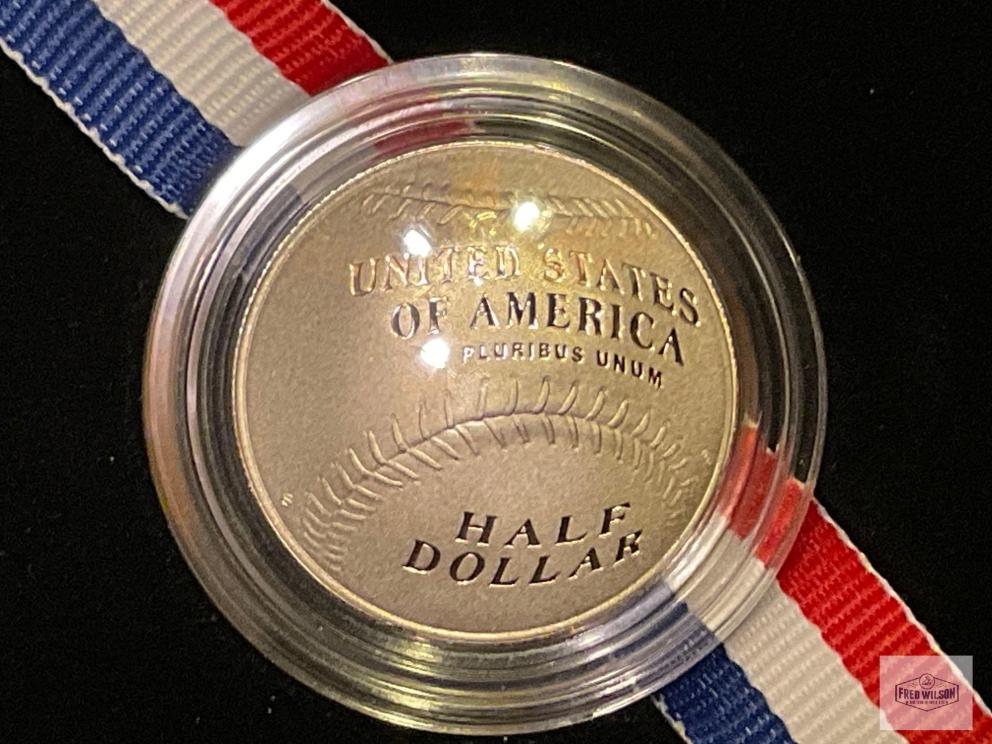 UNITED STATES
OF AMERICA
PLURIBUS UNUM
S
HALF
DOLLAR
FRED WILSON